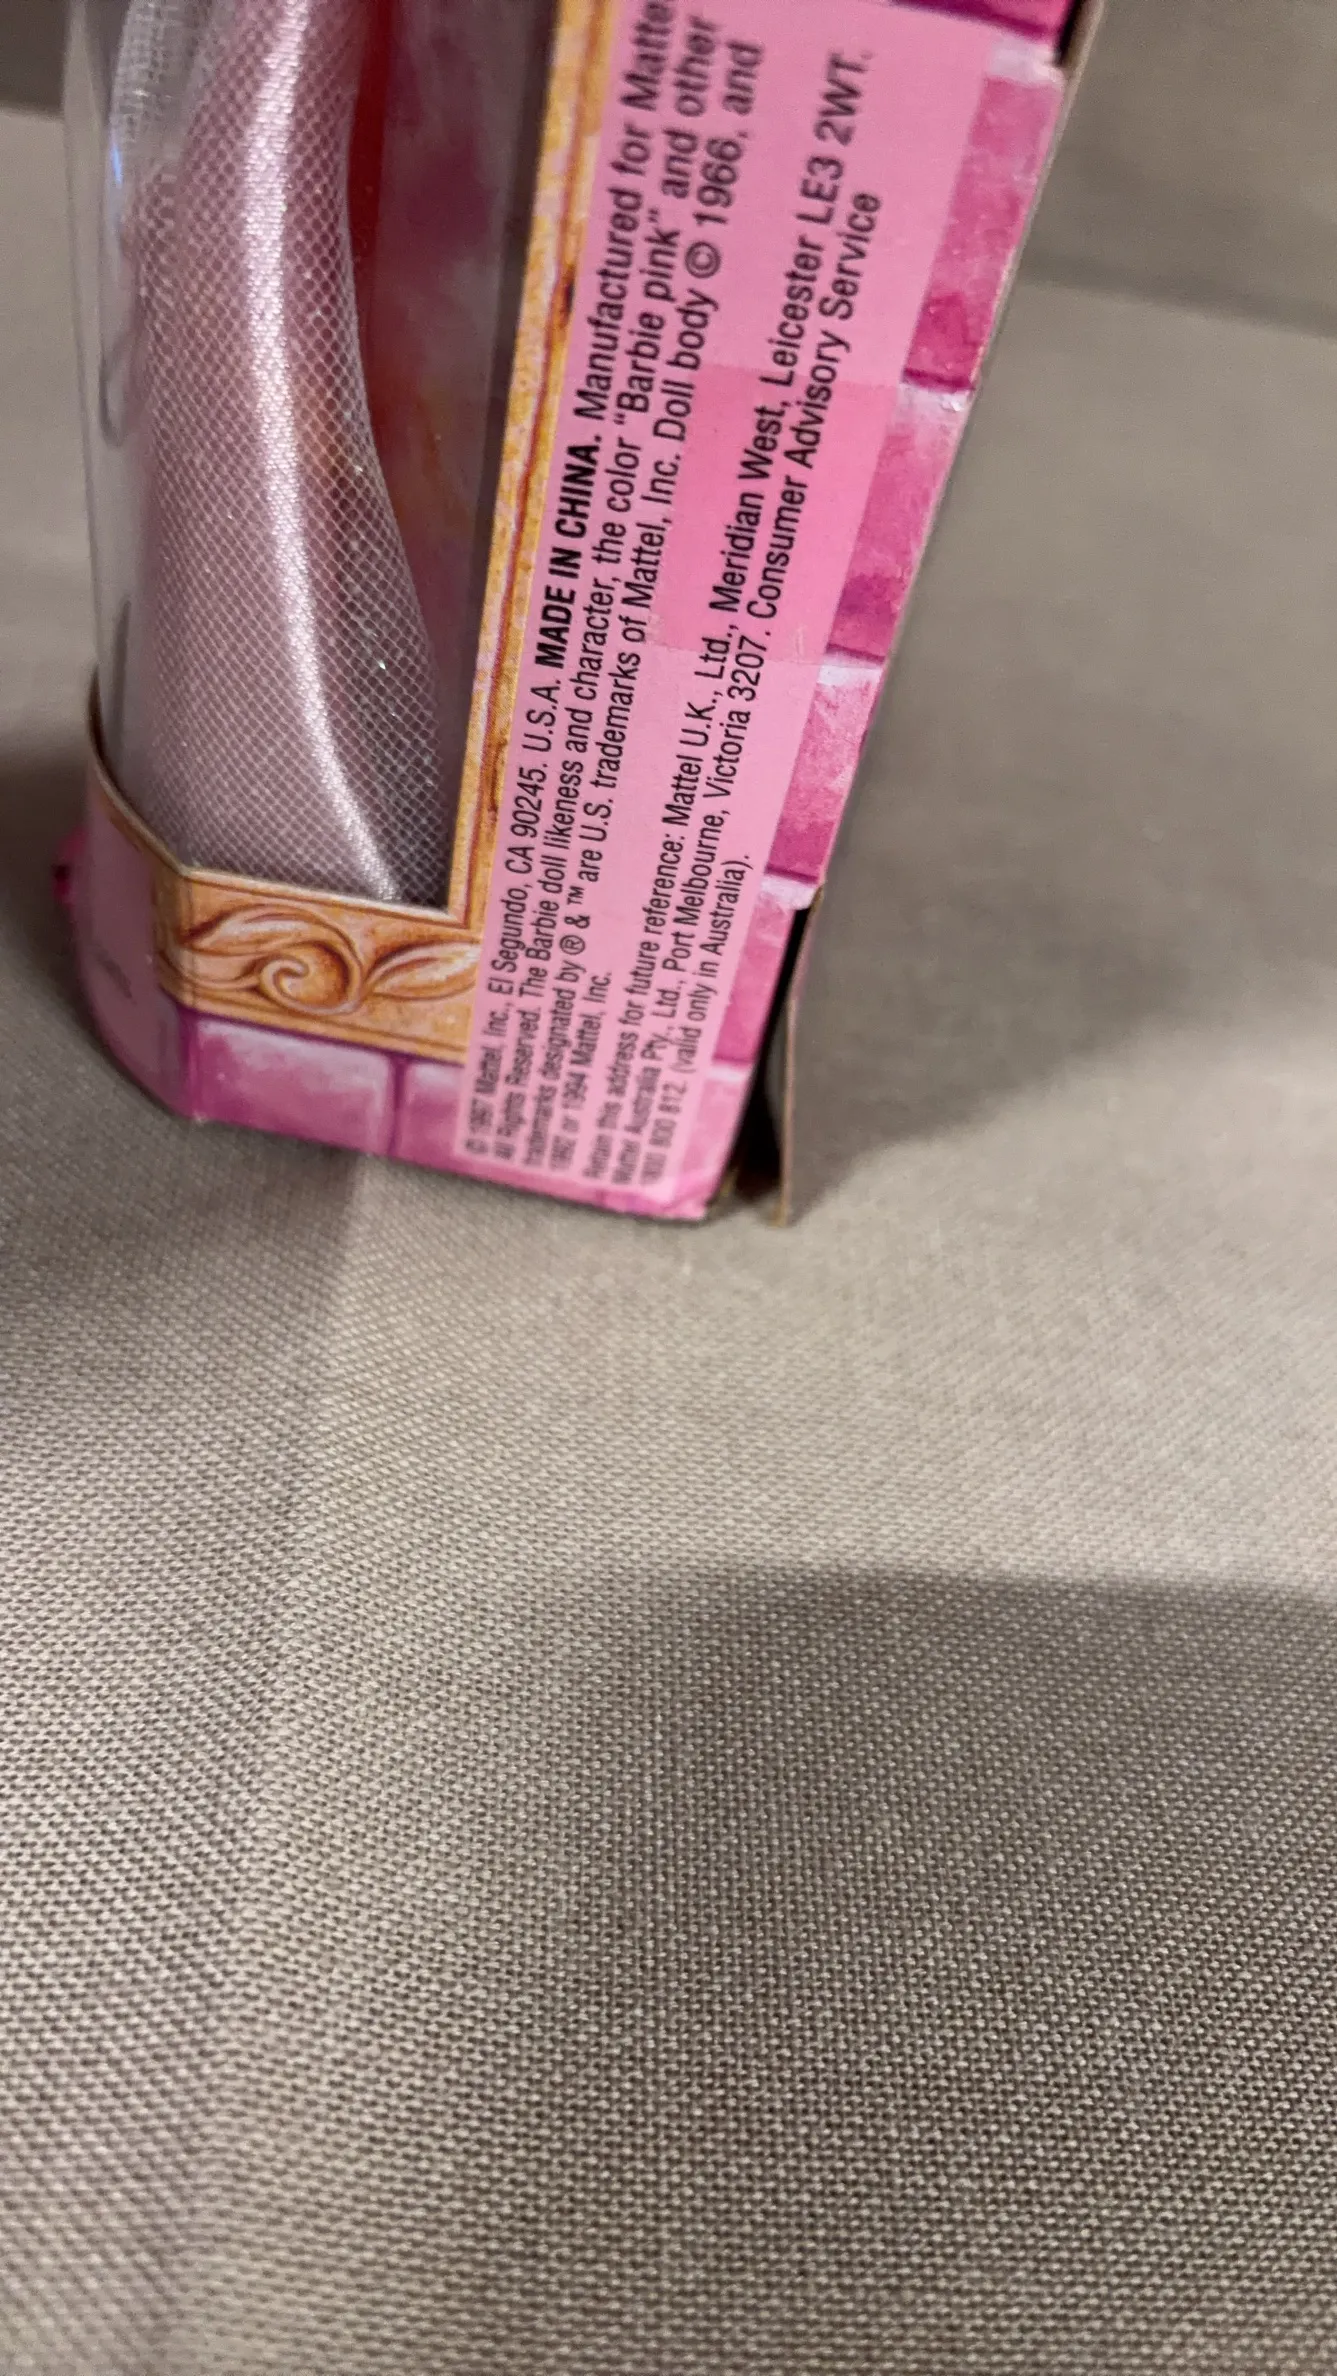 © 1997 Mattel, Inc., El Segundo, CA 90245. U.S.A. MADE IN CHINA. Manufactured for Mattel
All Rights Reserved. The Barbie doll likeness and character, the color "Barbie pink" and other
trademarks designated by ® & ™ are U.S. trademarks of Mattel, Inc. Doll body © 1966, and
1992 or 1994 Mattel, Inc.
Retain this address for future reference: Mattel U.K., Ltd., Meridian West, Leicester LE3 2WT.
Mattel Australia Pty., Ltd., Port Melbourne, Victoria 3207. Consumer Advisory Service
1800 800 812 (valid only in Australia).